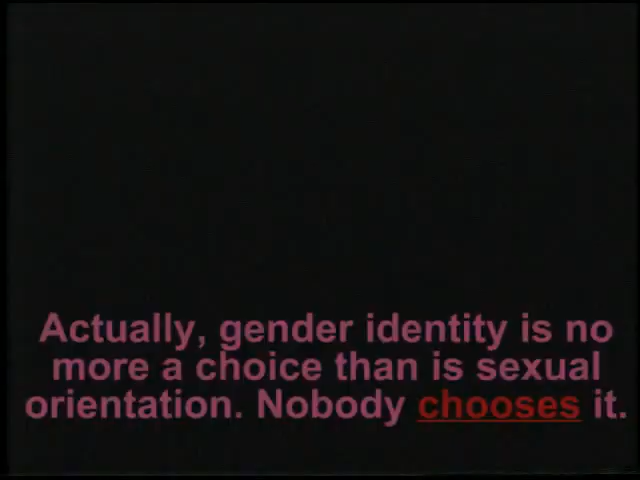 Actually, gender identity is no
more a choice than is sexual
orientation. Nobody chooses it.